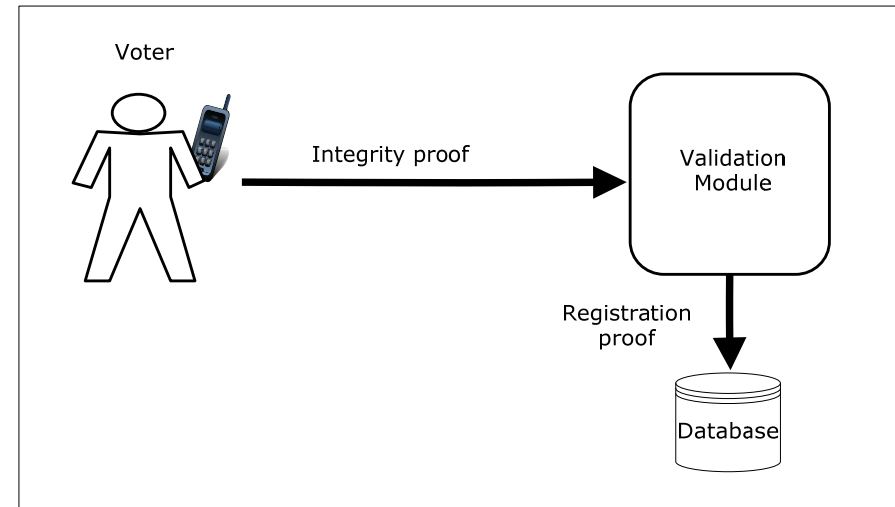 Voter
Integrity proof
Validation
Module
Registration
proof
Database